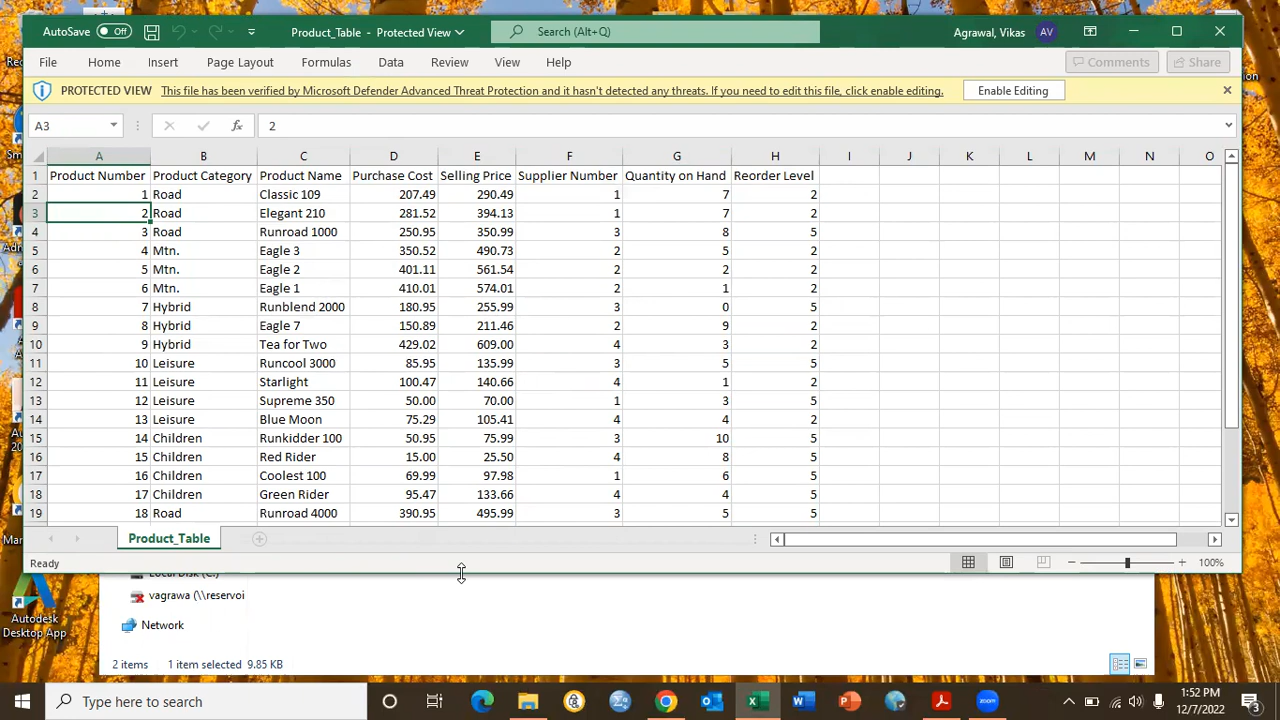 AutoSave Off Product_Table - Protected View Search (Alt+Q) Agrawal, Vikas AV
File Home Insert Page Layout Formulas Data Review View Help Comments Share
PROTECTED VIEW This file has been verified by Microsoft Defender Advanced Threat Protection and it hasn't detected any threats. If you need to edit this file, click enable editing. Enable Editing
A3 fx 2
A B C D E F G H I J K L M N O
1 Product Number Product Category Product Name Purchase Cost Selling Price Supplier Number Quantity on Hand Reorder Level
2 1 Road Classic 109 207.49 290.49 1 7 2
3 2 Road Elegant 210 281.52 394.13 1 7 2
4 3 Road Runroad 1000 250.95 350.99 3 8 5
5 4 Mtn. Eagle 3 350.52 490.73 2 5 2
6 5 Mtn. Eagle 2 401.11 561.54 2 2 2
7 6 Mtn. Eagle 1 410.01 574.01 2 1 2
8 7 Hybrid Runblend 2000 180.95 255.99 3 0 5
9 8 Hybrid Eagle 7 150.89 211.46 2 9 2
10 9 Hybrid Tea for Two 429.02 609.00 4 3 2
11 10 Leisure Runcool 3000 85.95 135.99 3 5 5
12 11 Leisure Starlight 100.47 140.66 4 1 2
13 12 Leisure Supreme 350 50.00 70.00 1 3 5
14 13 Leisure Blue Moon 75.29 105.41 4 4 2
15 14 Children Runkidder 100 50.95 75.99 3 10 5
16 15 Children Red Rider 15.00 25.50 4 8 5
17 16 Children Coolest 100 69.99 97.98 1 6 5
18 17 Children Green Rider 95.47 133.66 4 4 5
19 18 Road Runroad 4000 390.95 495.99 3 5 5
Product_Table
Ready 100%
vagrawa (\\reservoi
Network
Autodesk
Desktop App
2 items 1 item selected 9.85 KB
Type here to search
1:52 PM
12/7/2022
3